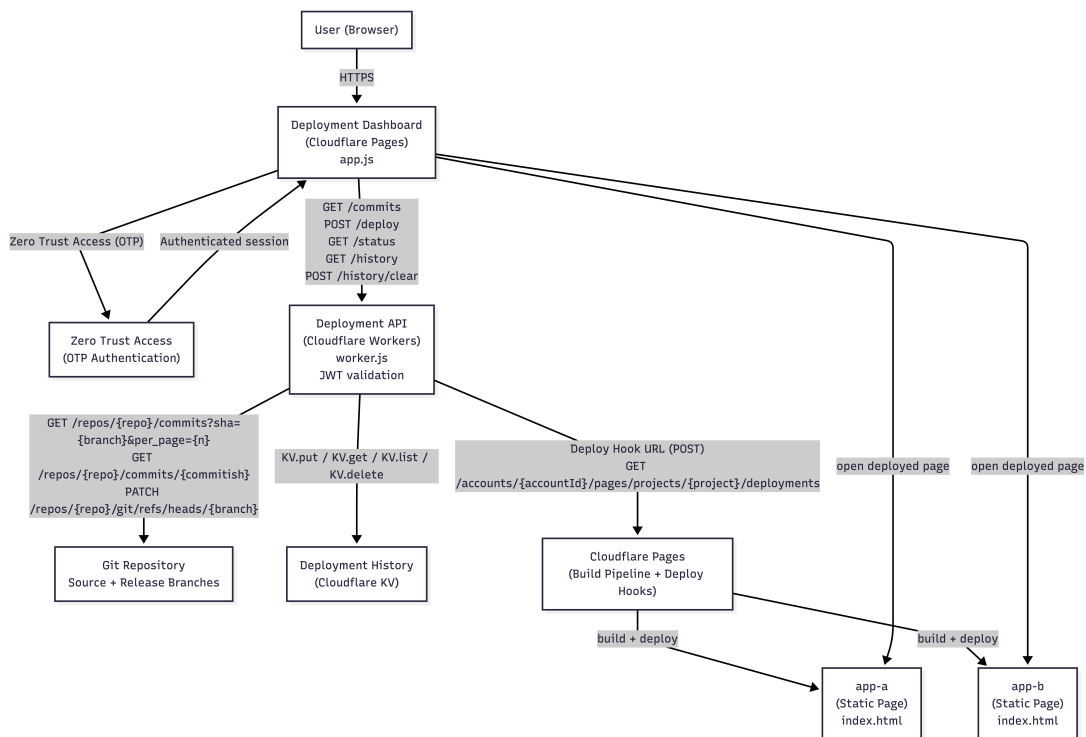 User (Browser)
HTTPS
Deployment Dashboard
(Cloudflare Pages)
app.js
GET /commits
POST /deploy
GET /status
GET /history
POST /history/clear
Zero Trust Access (OTP)
Authenticated session
Zero Trust Access
(OTP Authentication)
Deployment API
(Cloudflare Workers)
worker.js
JWT validation
GET /repos/{repo}/commits?sha=
{branch}&per_page={n}
GET
/repos/{repo}/commits/{commitish}
PATCH
/repos/{repo}/git/refs/heads/{branch}
KV.put / KV.get / KV.list /
KV.delete
Deploy Hook URL (POST)
GET
/accounts/{accountId}/pages/projects/{project}/deployments
open deployed page
open deployed page
Git Repository
Source + Release Branches
Deployment History
(Cloudflare KV)
Cloudflare Pages
(Build Pipeline + Deploy
Hooks)
build + deploy
build + deploy
app-a
(Static Page)
index.html
app-b
(Static Page)
index.html